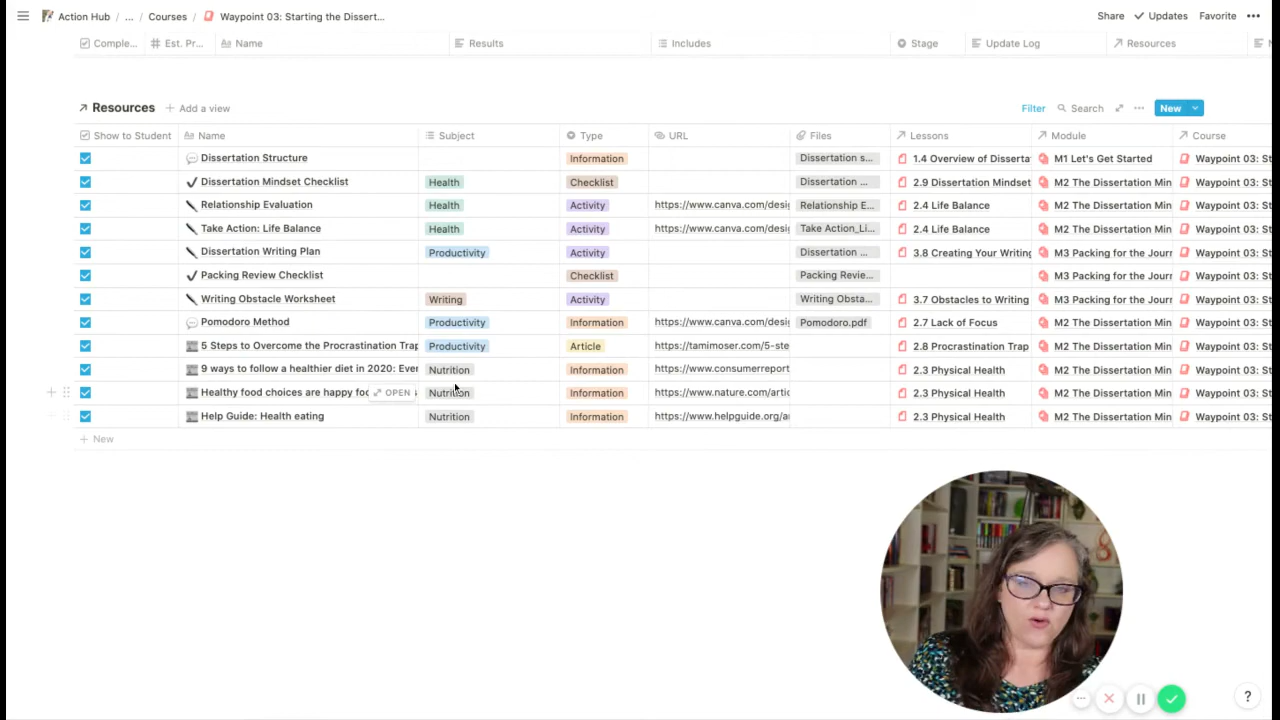 Action Hub / ... / Courses / Waypoint 03: Starting the Dissert... Share Updates Favorite
Comple... Est. Pr... Name Results Includes Stage Update Log Resources
Resources Add a view Filter Search New
Show to Student Name Subject Type URL Files Lessons Module Course
Dissertation Structure Information Dissertation s... 1.4 Overview of Disserta M1 Let's Get Started Waypoint 03: St
Dissertation Mindset Checklist Health Checklist Dissertation ... 2.9 Dissertation Mindset M2 The Dissertation Min Waypoint 03: St
Relationship Evaluation Health Activity https://www.canva.com/desi Relationship E... 2.4 Life Balance M2 The Dissertation Min Waypoint 03: St
Take Action: Life Balance Health Activity https://www.canva.com/desi Take Action_Li... 2.4 Life Balance M2 The Dissertation Min Waypoint 03: St
Dissertation Writing Plan Productivity Activity Dissertation ... 3.8 Creating Your Writing M3 Packing for the Journ Waypoint 03: St
Packing Review Checklist Checklist Packing Revie... M3 Packing for the Journ Waypoint 03: St
Writing Obstacle Worksheet Writing Activity Writing Obsta... 3.7 Obstacles to Writing M3 Packing for the Journ Waypoint 03: St
Pomodoro Method Productivity Information https://www.canva.com/desi Pomodoro.pdf 2.7 Lack of Focus M2 The Dissertation Min Waypoint 03: St
5 Steps to Overcome the Procrastination Trap Productivity Article https://tamimoser.com/5-ste 2.8 Procrastination Trap M2 The Dissertation Min Waypoint 03: St
9 ways to follow a healthier diet in 2020: Ever Nutrition Information https://www.consumerreport 2.3 Physical Health M2 The Dissertation Min Waypoint 03: St
Healthy food choices are happy foo OPEN Nutrition Information https://www.nature.com/artic 2.3 Physical Health M2 The Dissertation Min Waypoint 03: St
Help Guide: Health eating Nutrition Information https://www.helpguide.org/a 2.3 Physical Health M2 The Dissertation Min Waypoint 03: St
New